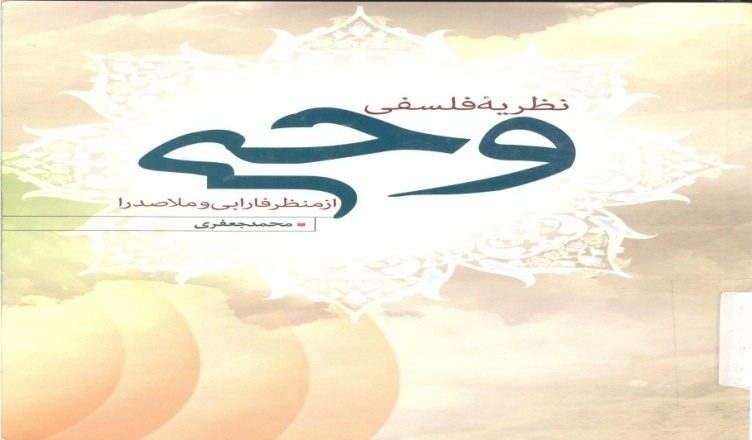 نظریهٔ فلسفی
وحی
از منظر فارابی و ملاصدرا
محمد جعفری